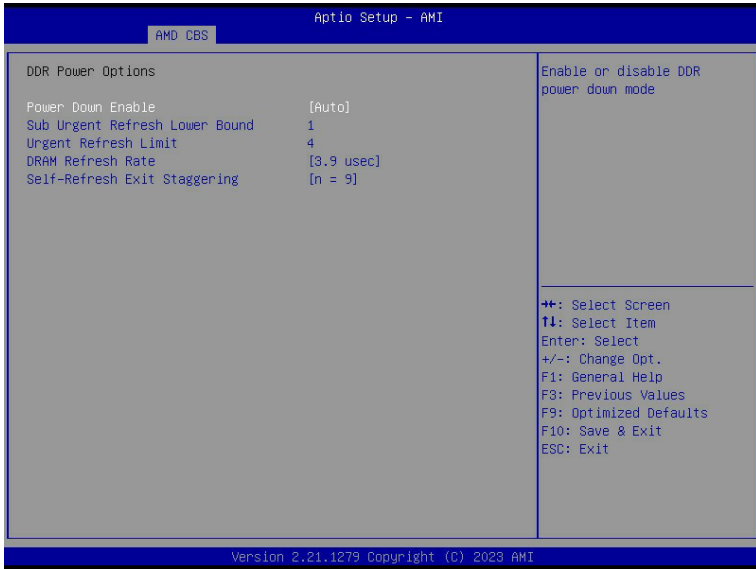 Aptio Setup - AMI
AMD CBS
DDR Power Options
Power Down Enable [Auto]
Sub Urgent Refresh Lower Bound 1
Urgent Refresh Limit 4
DRAM Refresh Rate [3.9 usec]
Self-Refresh Exit Staggering [n = 9]
Enable or disable DDR
power down mode
→←: Select Screen
↑↓: Select Item
Enter: Select
+/-: Change Opt.
F1: General Help
F3: Previous Values
F9: Optimized Defaults
F10: Save & Exit
ESC: Exit
Version 2.21.1279 Copyright (C) 2023 AMI